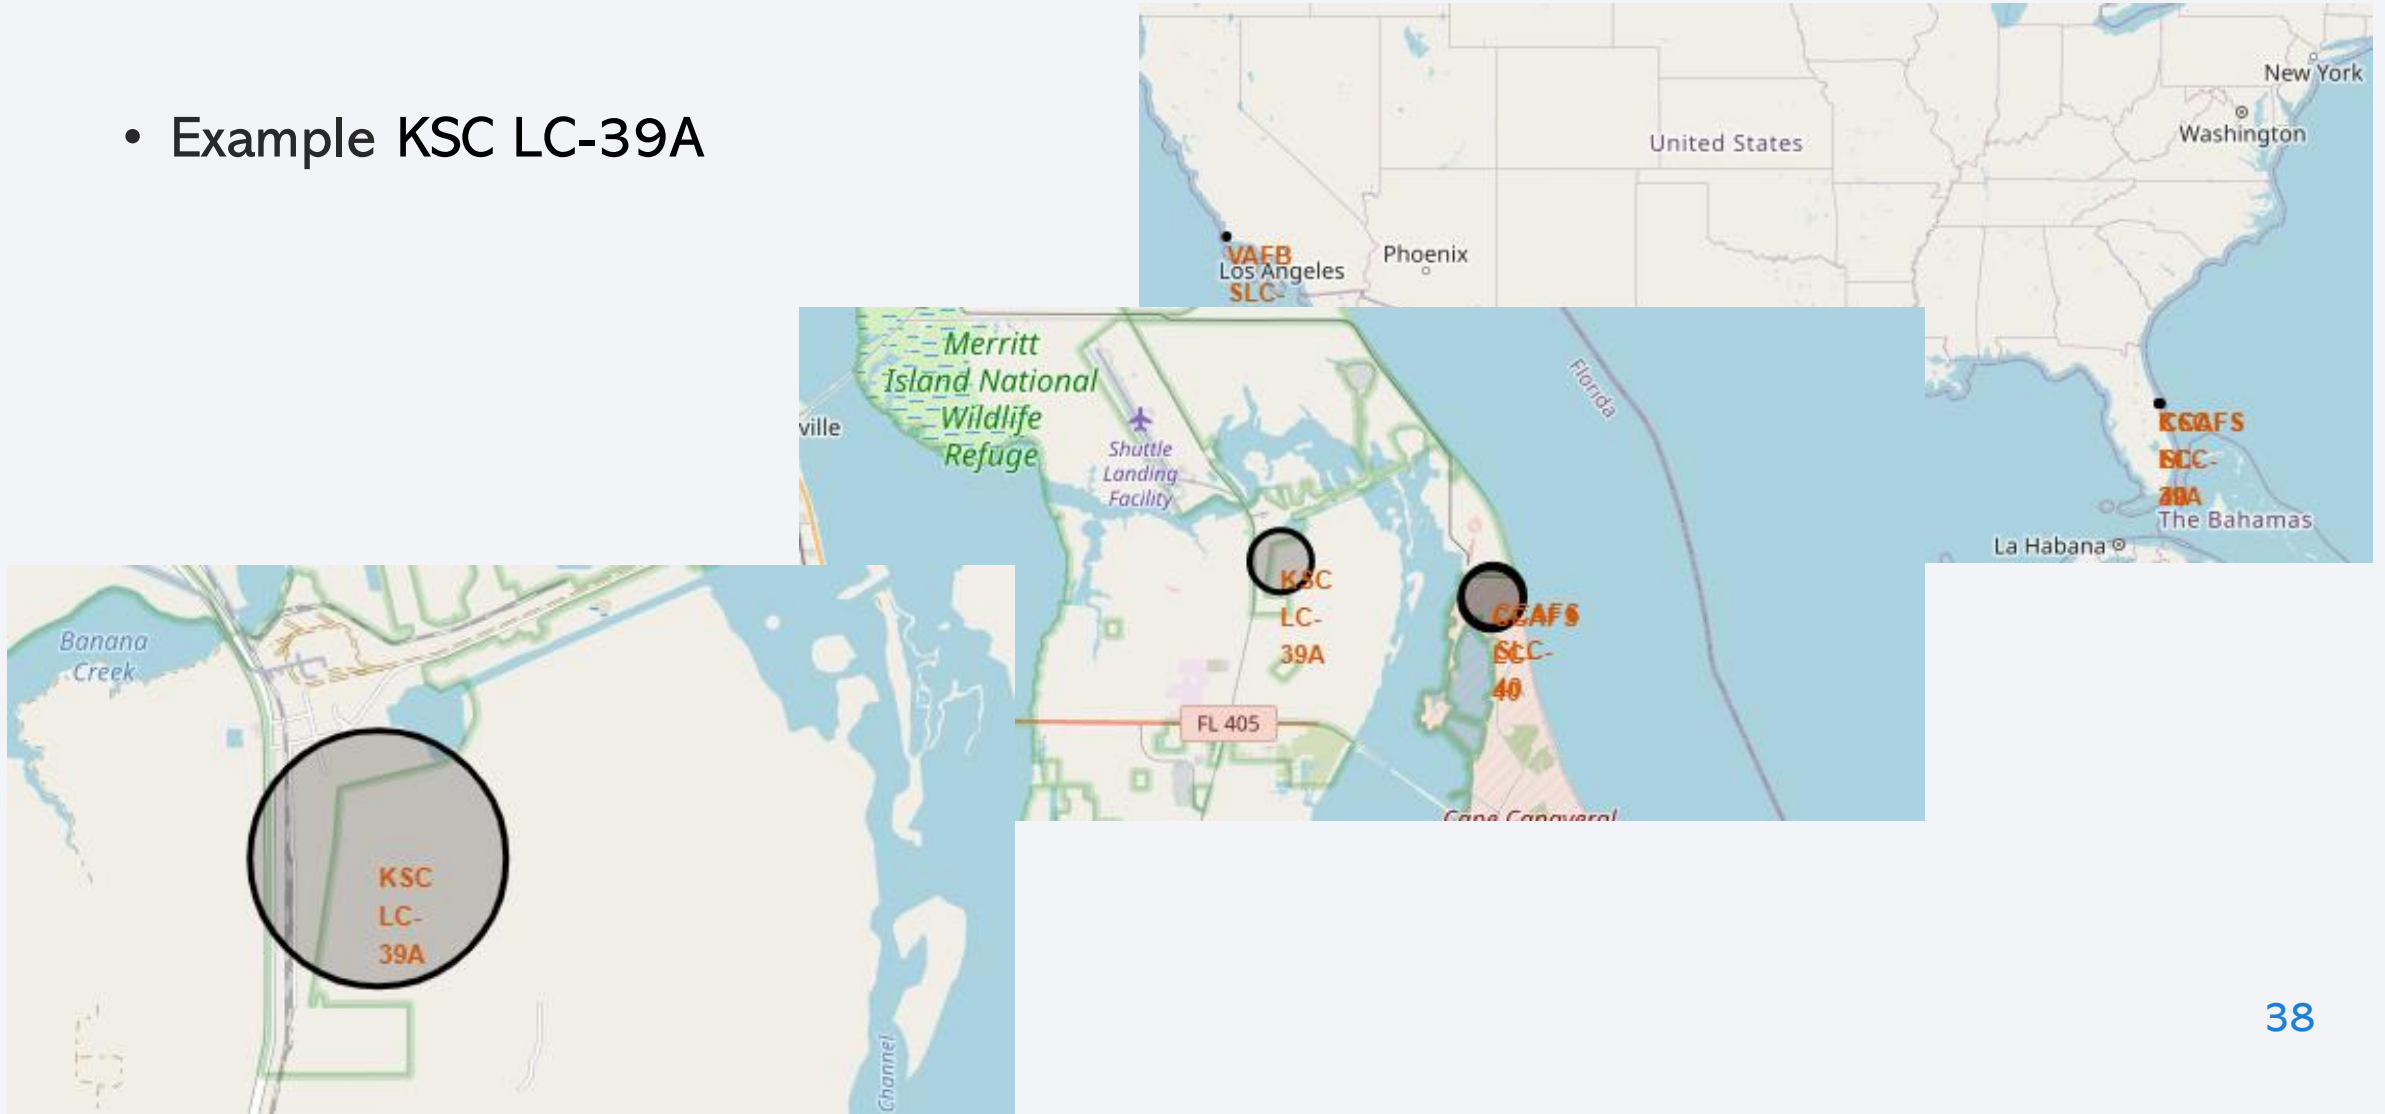 • Example KSC LC-39A
New York
Washington
United States
Phoenix
VAFB
Los Angeles
SLC-
The Bahamas
La Habana
Merritt
Island National
Wildlife
Refuge
ville
Shuttle
Landing
Facility
Florida
KSC
LC-
39A
FL 405
Cape Canaveral
Banana
Creek
KSC
LC-
39A
Channel
38